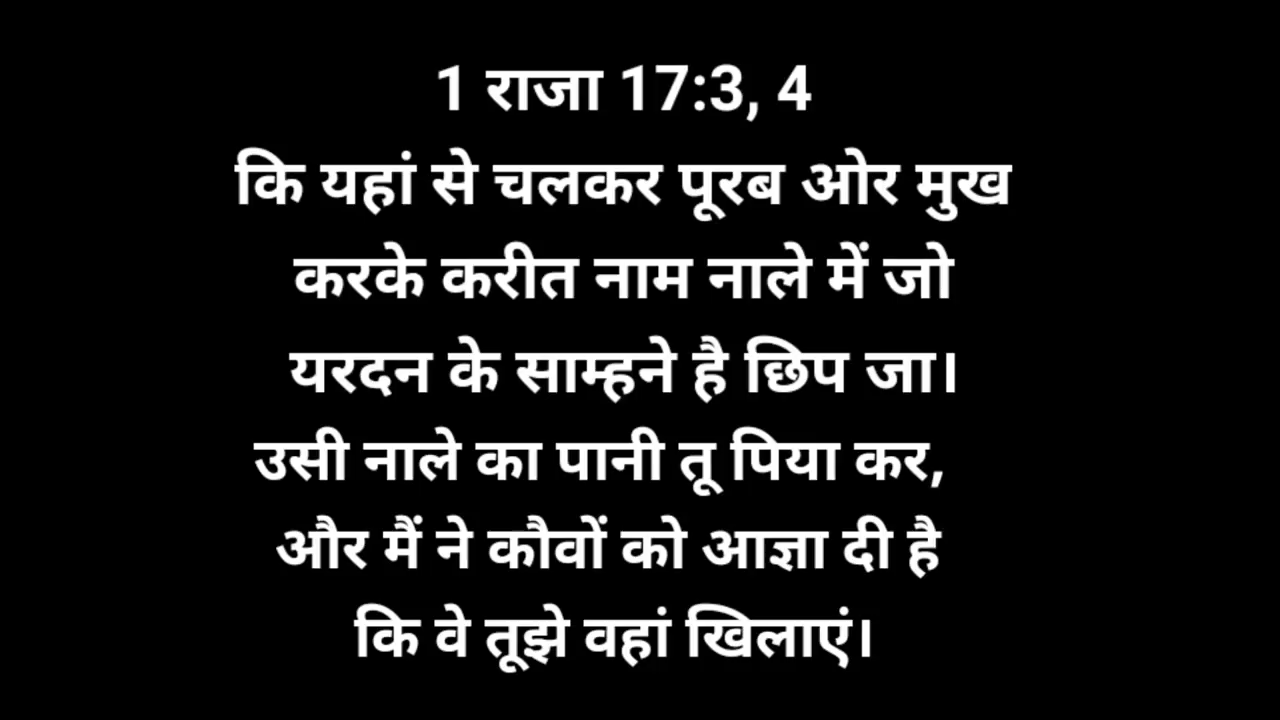 1 राजा 17:3, 4
कि यहां से चलकर पूरब ओर मुख
करके करीत नाम नाले में जो
यरदन के साम्हने है छिप जा।
उसी नाले का पानी तू पिया कर,
और मैं ने कौवों को आज्ञा दी है
कि वे तूझे वहां खिलाएं।